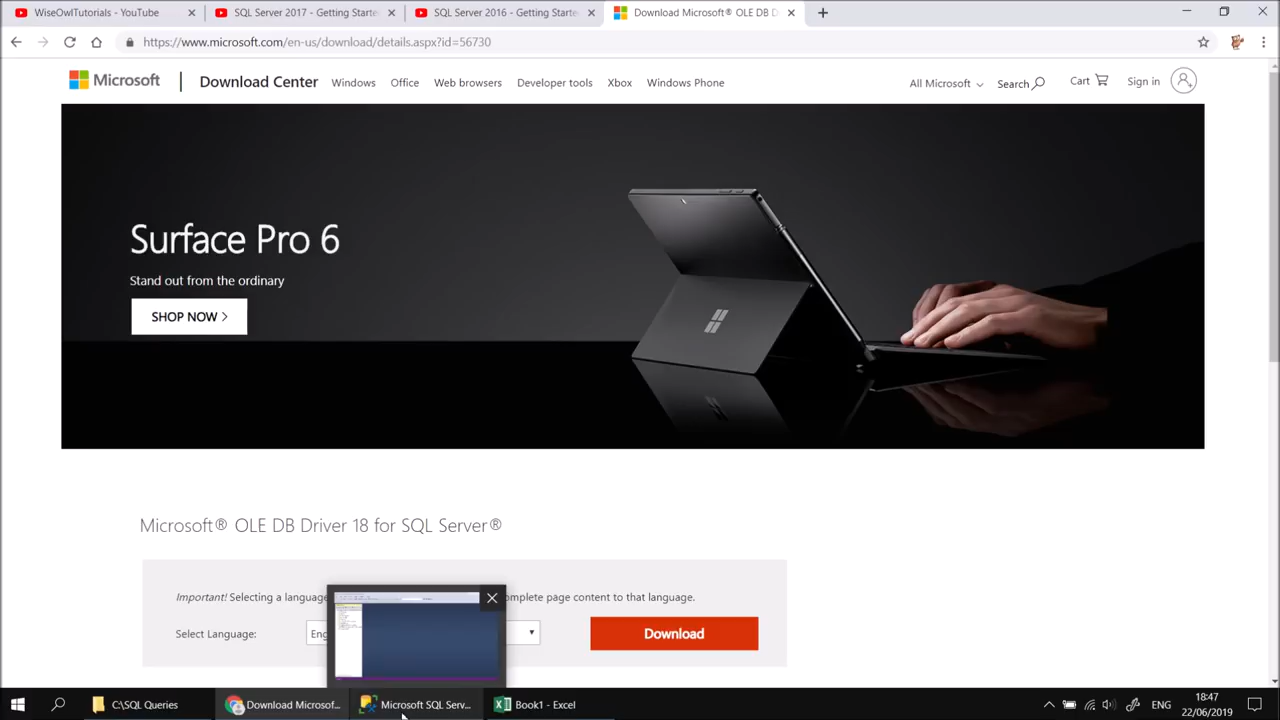 WiseOwlTutorials - YouTube
SQL Server 2017 - Getting Starte
SQL Server 2016 - Getting Starte
Download Microsoft® OLE DB D
https://www.microsoft.com/en-us/download/details.aspx?id=56730
Microsoft
Download Center
Windows
Office
Web browsers
Developer tools
Xbox
Windows Phone
All Microsoft
Search
Cart
Sign in
Surface Pro 6
Stand out from the ordinary
SHOP NOW
Microsoft® OLE DB Driver 18 for SQL Server®
Important! Selecting a language
omplete page content to that language.
Select Language:
Eng
Download
C:\SQL Queries
Download Microsof...
Microsoft SQL Serv...
Book1 - Excel
ENG
18:47
22/06/2019